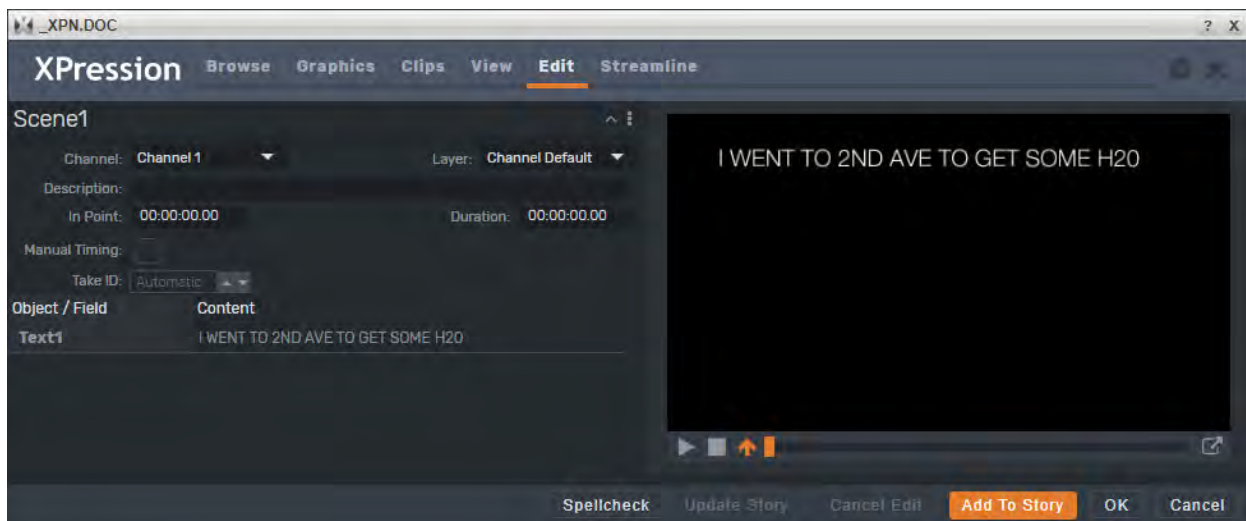 _XPN.DOC ? X
XPression Browse Graphics Clips View Edit Streamline
Scene1
Channel: Channel 1 Layer: Channel Default
Description:
In Point: 00:00:00.00 Duration: 00:00:00.00
Manual Timing:
Take ID: Automatic
Object / Field Content
Text1 I WENT TO 2ND AVE TO GET SOME H20
I WENT TO 2ND AVE TO GET SOME H20
Spellcheck Update Story Cancel Edit Add To Story OK Cancel